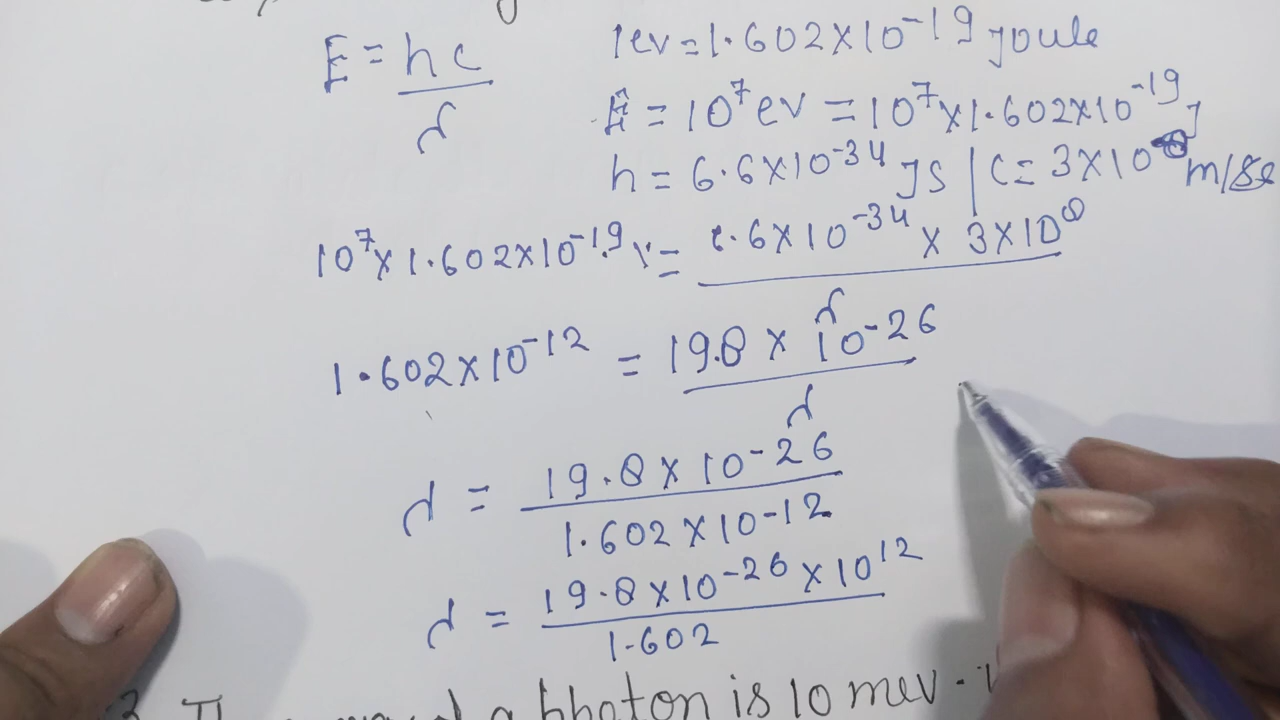 E = hc
λ
1ev = 1.602×10⁻¹⁹ joule
E = 10⁷ ev = 10⁷×1.602×10⁻¹⁹ J
h = 6.6×10⁻³⁴ JS | C = 3×10⁸ m/se
10⁷×1.602×10⁻¹⁹ = 6.6×10⁻³⁴ × 3×10⁸
λ
1.602×10⁻¹² = 19.8 × 10⁻²⁶
λ
λ = 19.8×10⁻²⁶
1.602×10⁻¹²
λ = 19.8×10⁻²⁶×10¹²
1.602
a photon is 10 mev.